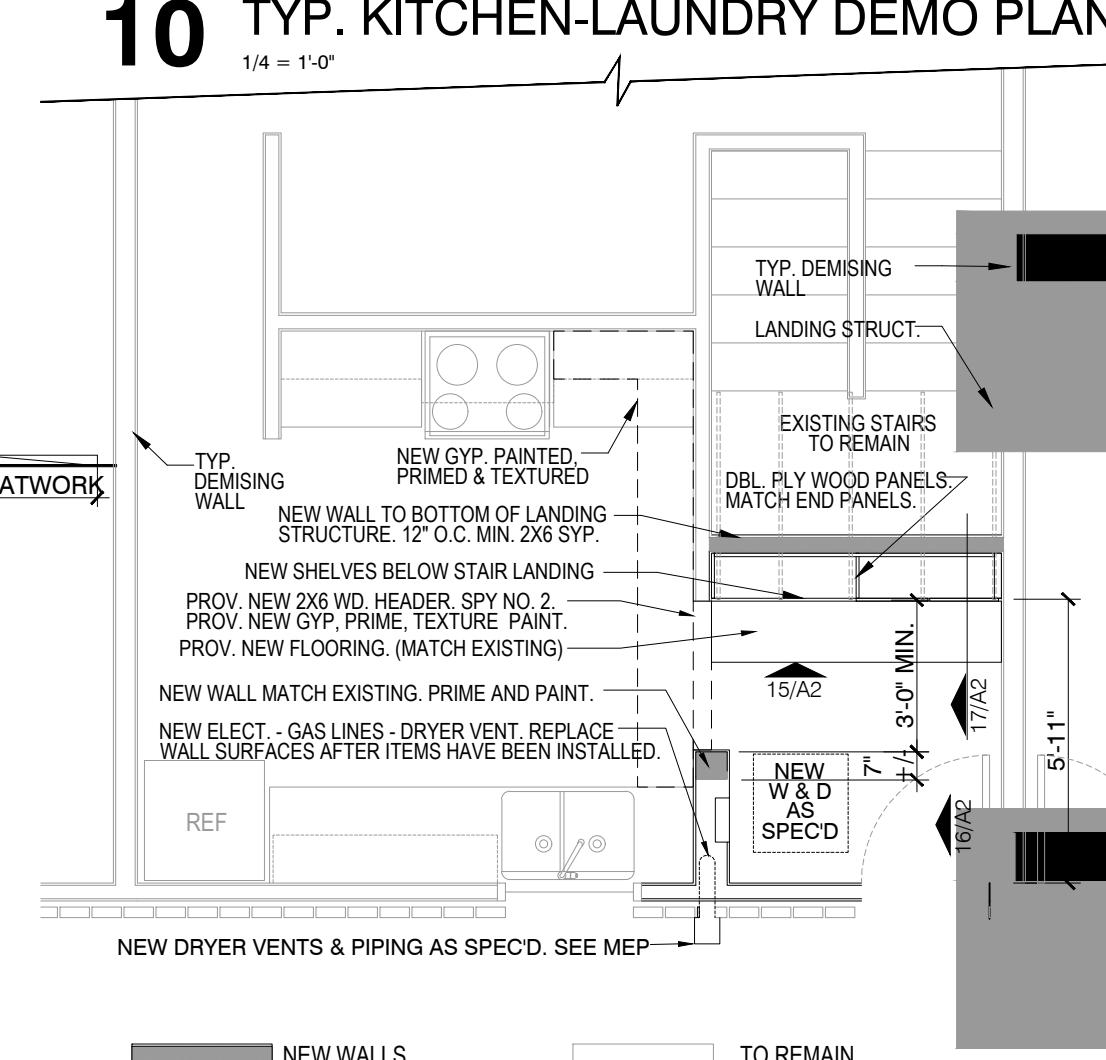 10 TYP. KITCHEN-LAUNDRY DEMO PLAN
1/4 = 1'-0"
TYP. DEMISING
WALL
LANDING STRUCT.
EXISTING STAIRS
TO REMAIN
ATWORK
TYP.
DEMISING
WALL
NEW GYP. PAINTED,
PRIMED & TEXTURED
DBL. PLY WOOD PANELS.
MATCH END PANELS.
NEW WALL TO BOTTOM OF LANDING
STRUCTURE. 12" O.C. MIN. 2X6 SYP.
NEW SHELVES BELOW STAIR LANDING
PROV. NEW 2X6 WD. HEADER. SPY NO. 2.
PROV. NEW GYP, PRIME, TEXTURE PAINT.
PROV. NEW FLOORING. (MATCH EXISTING)
3'-0" MIN.
15/A2
17/A2
NEW WALL MATCH EXISTING. PRIME AND PAINT.
5'-11"
NEW ELECT. - GAS LINES - DRYER VENT. REPLACE
WALL SURFACES AFTER ITEMS HAVE BEEN INSTALLED.
7"
+/-
NEW
W & D
AS
SPEC'D
16/A2
REF
NEW DRYER VENTS & PIPING AS SPEC'D. SEE MEP
NEW WALLS
TO REMAIN